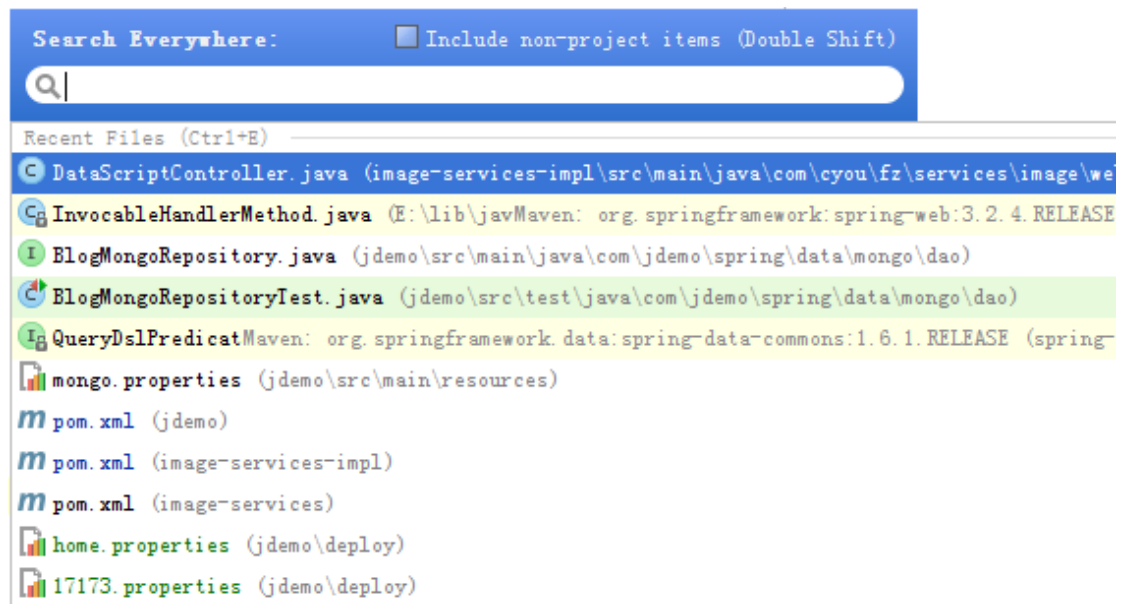 Search Everywhere: Include non-project items (Double Shift)
Recent Files (Ctrl+E)
DataScriptController.java (image-services-impl\src\main\java\com\cyou\fz\services\image\we
InvocableHandlerMethod.java (E:\lib\javMaven: org.springframework:spring-web:3.2.4.RELEASE
BlogMongoRepository.java (jdemo\src\main\java\com\jdemo\spring\data\mongo\dao)
BlogMongoRepositoryTest.java (jdemo\src\test\java\com\jdemo\spring\data\mongo\dao)
QueryDslPredicatMaven: org.springframework.data:spring-data-commons:1.6.1.RELEASE (spring-
mongo.properties (jdemo\src\main\resources)
pom.xml (jdemo)
pom.xml (image-services-impl)
pom.xml (image-services)
home.properties (jdemo\deploy)
17173.properties (jdemo\deploy)